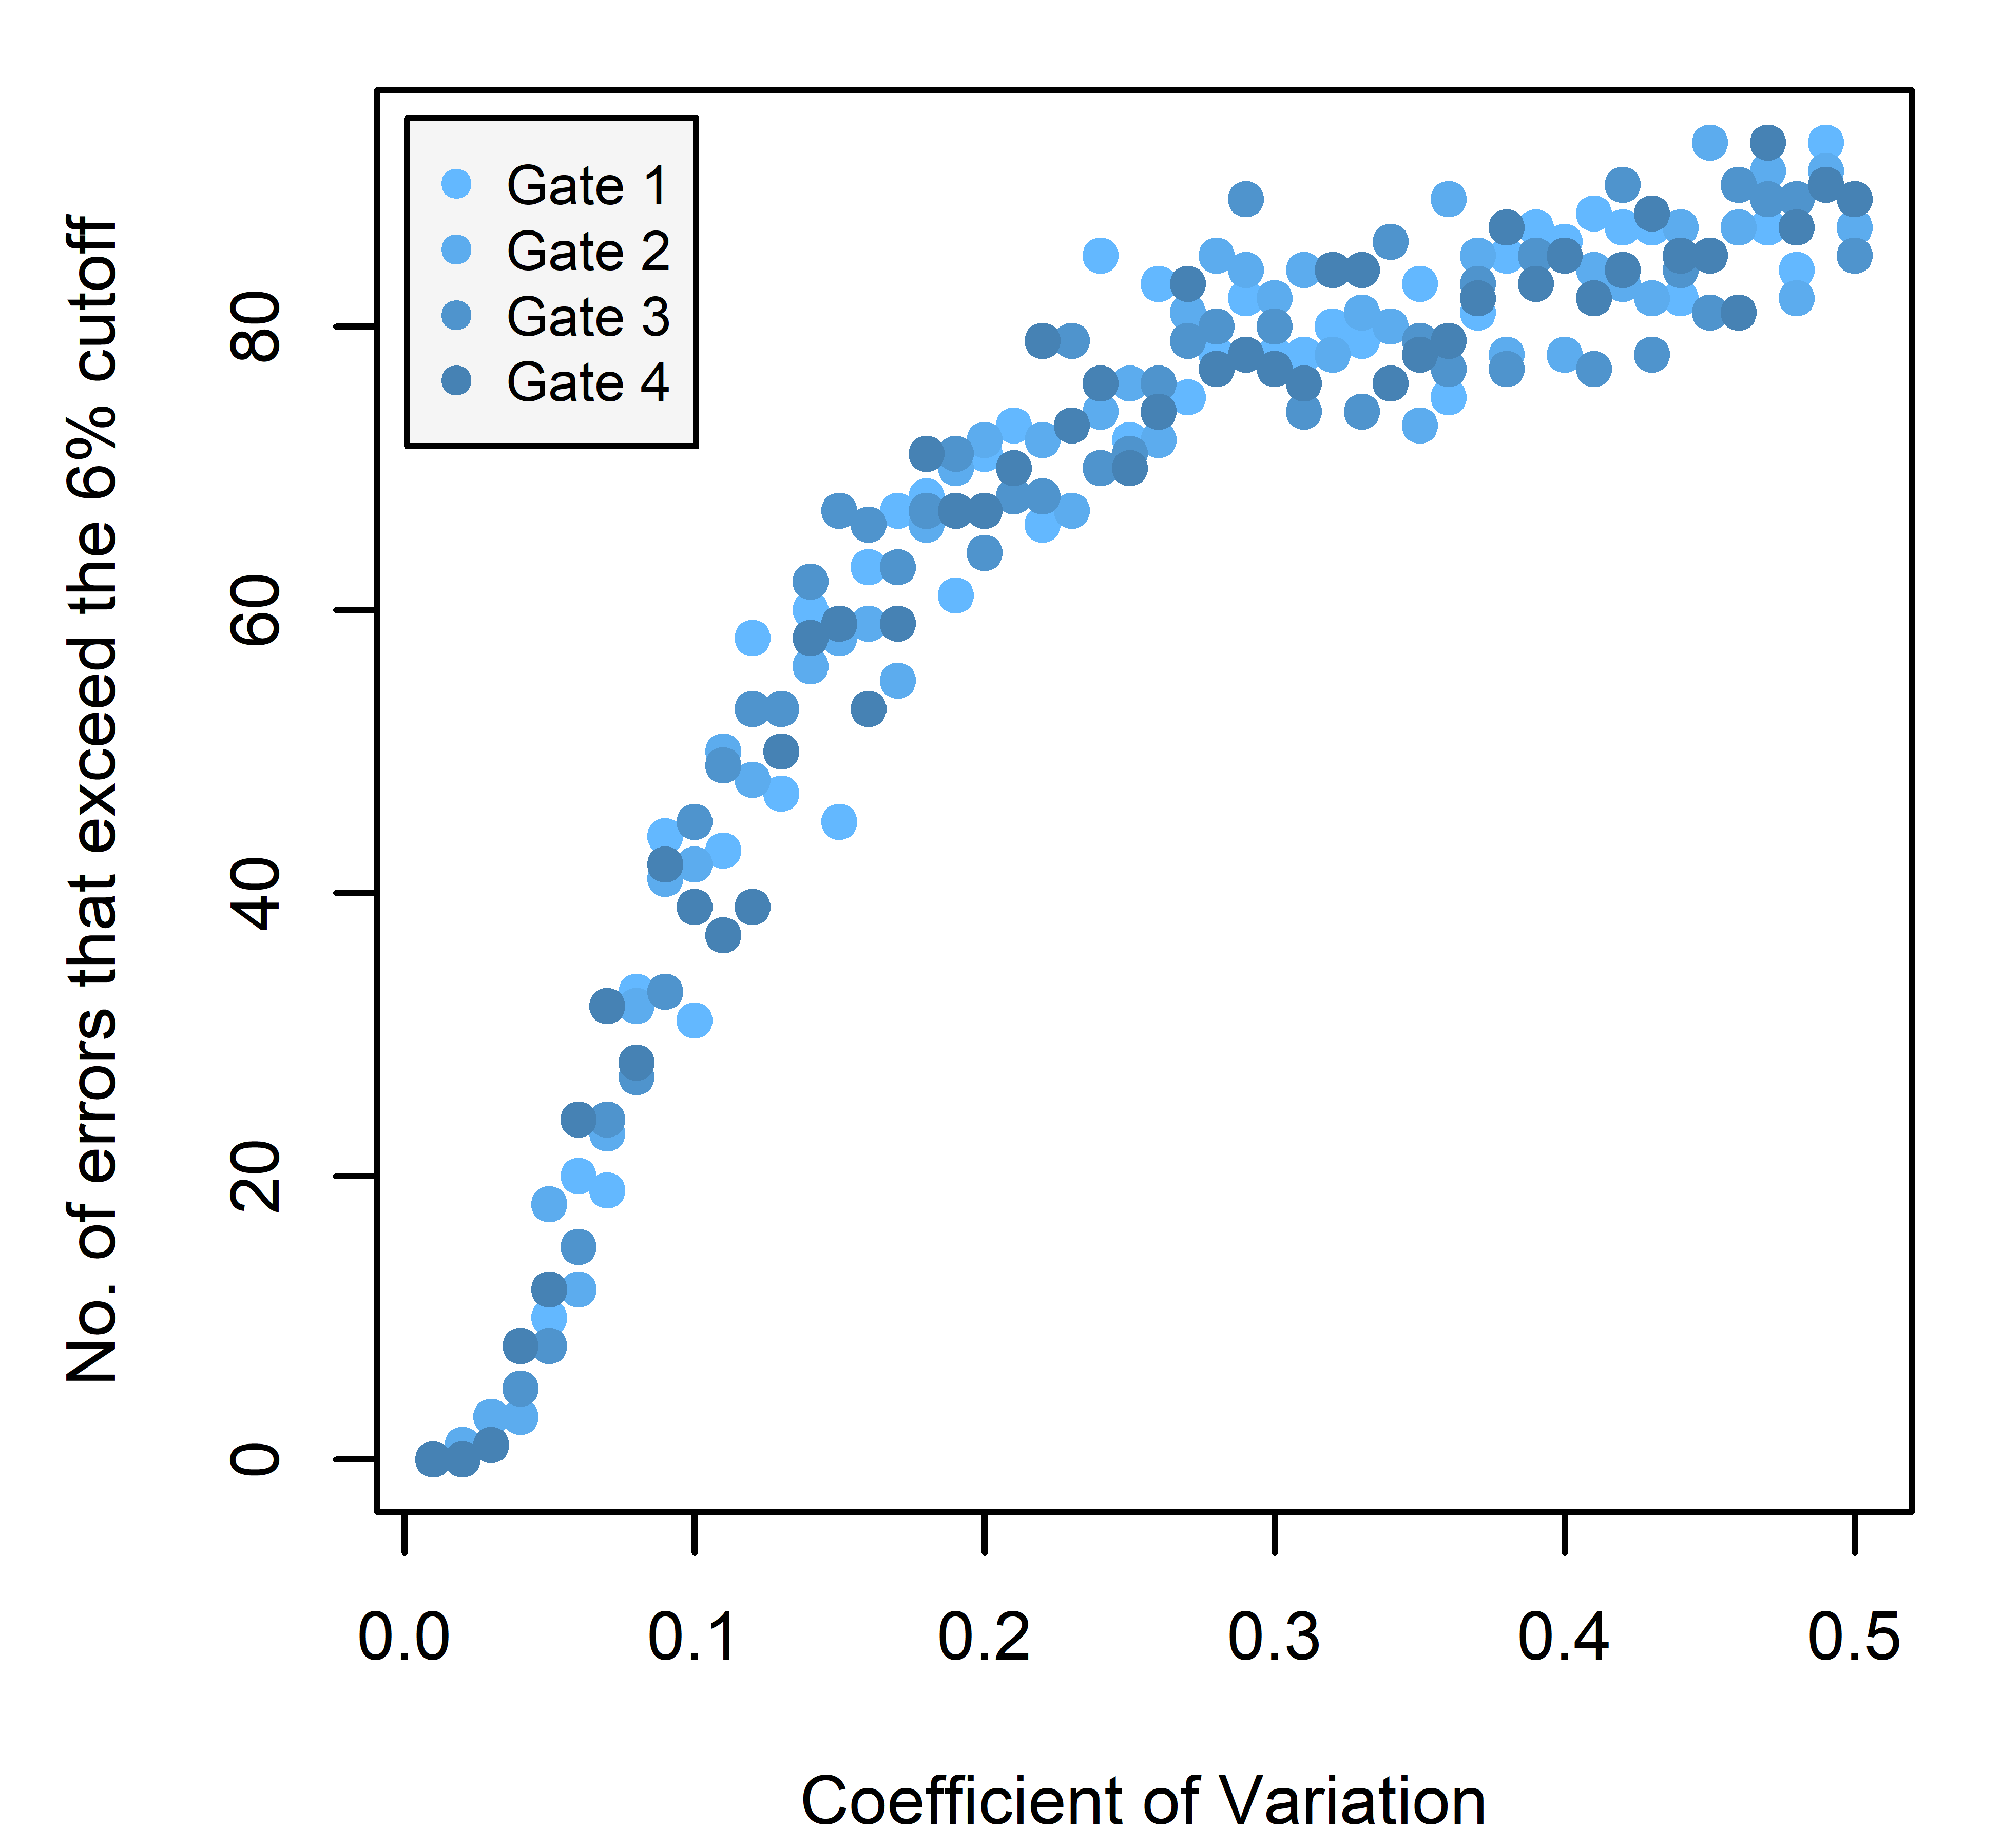 Gate 1
Gate 2
Gate 3
Gate 4
No. of errors that exceed the 6% cutoff
80
60
40
20
0
0.0 0.1 0.2 0.3 0.4 0.5
Coefficient of Variation